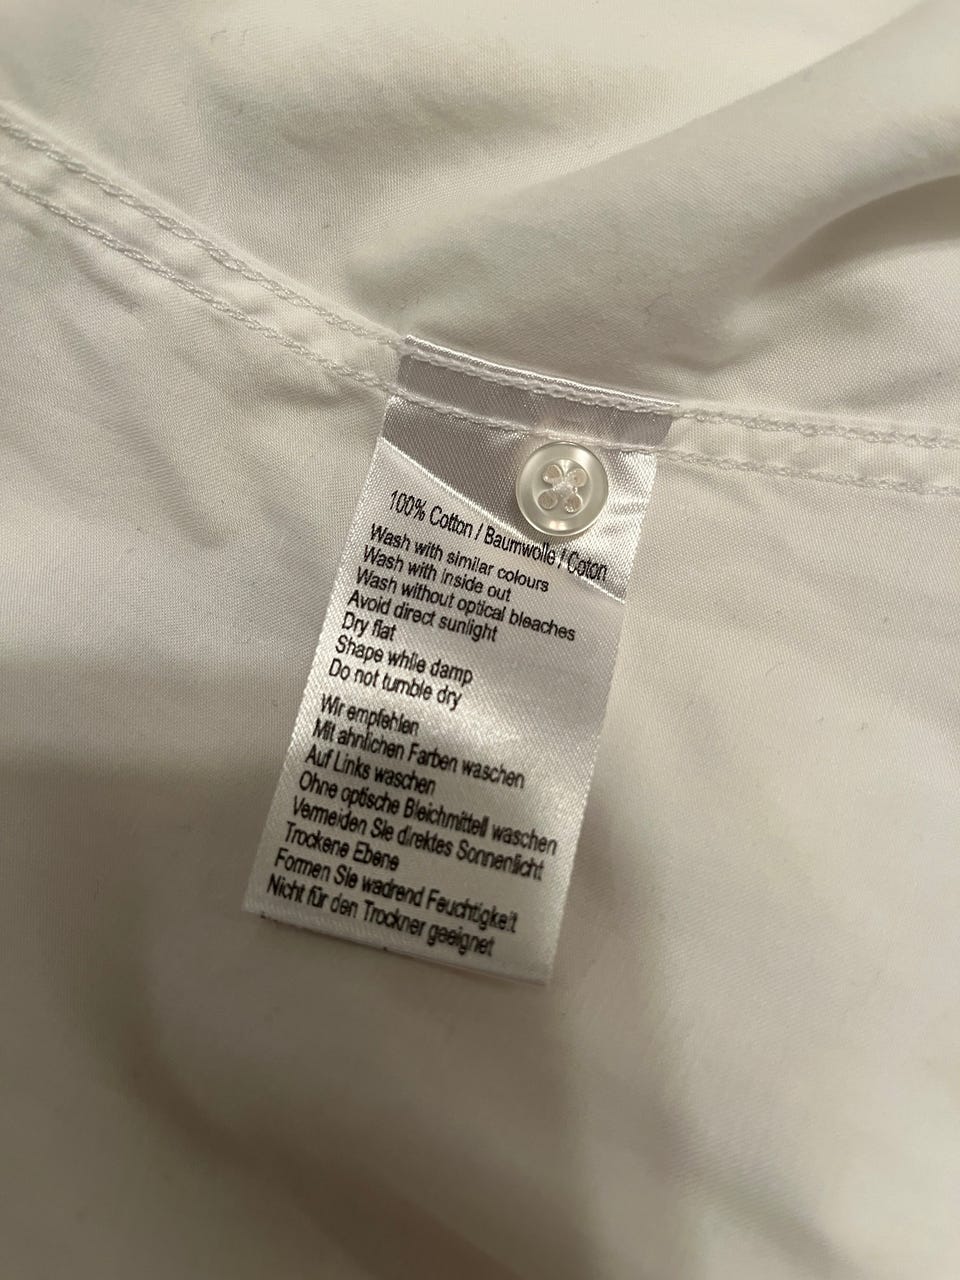 100% Cotton / Baumwolle / Coton
Wash with similar colours
Wash with inside out
Wash without optical bleaches
Avoid direct sunlight
Dry flat
Shape while damp
Do not tumble dry
Wir empfehlen
Mit ahnlichen Farben waschen
Auf Links waschen
Ohne optische Bleichmittell waschen
Vermeiden Sie direktes Sonnenlicht
Trockene Ebene
Formen Sie wadrend Feuchtigkeit
Nicht für den Trockner geeignet